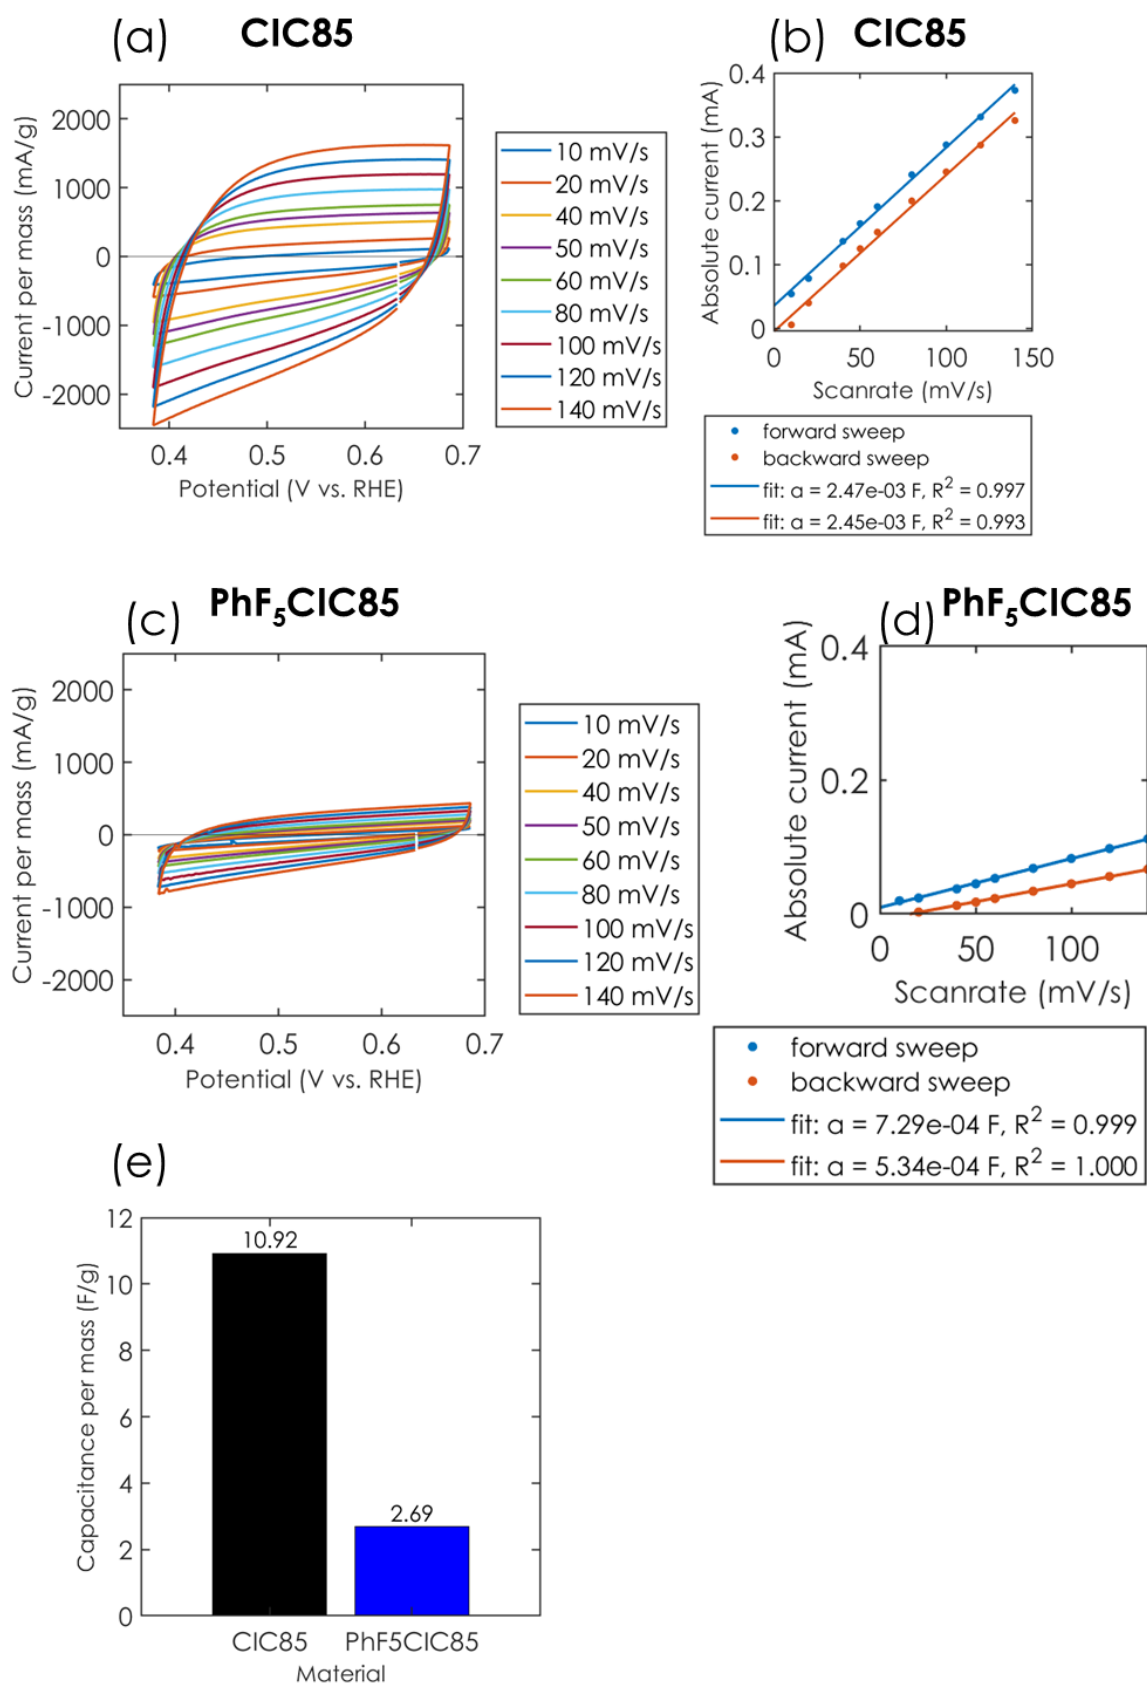 (a) CIC85
Current per mass (mA/g)
2000
1000
0
-1000
-2000
0.4 0.5 0.6 0.7
Potential (V vs. RHE)
10 mV/s
20 mV/s
40 mV/s
50 mV/s
60 mV/s
80 mV/s
100 mV/s
120 mV/s
140 mV/s
(b) CIC85
Absolute current (mA)
0.4
0.3
0.2
0.1
0
0 50 100 150
Scanrate (mV/s)
forward sweep
backward sweep
fit: a = 2.47e-03 F, R² = 0.997
fit: a = 2.45e-03 F, R² = 0.993
(c) PhF₅CIC85
Current per mass (mA/g)
2000
1000
0
-1000
-2000
0.4 0.5 0.6 0.7
Potential (V vs. RHE)
10 mV/s
20 mV/s
40 mV/s
50 mV/s
60 mV/s
80 mV/s
100 mV/s
120 mV/s
140 mV/s
(d) PhF₅CIC85
Absolute current (mA)
0.4
0.2
0
0 50 100
Scanrate (mV/s)
forward sweep
backward sweep
fit: a = 7.29e-04 F, R² = 0.999
fit: a = 5.34e-04 F, R² = 1.000
(e)
Capacitance per mass (F/g)
12
10
8
6
4
2
0
10.92
2.69
CIC85 PhF5CIC85
Material